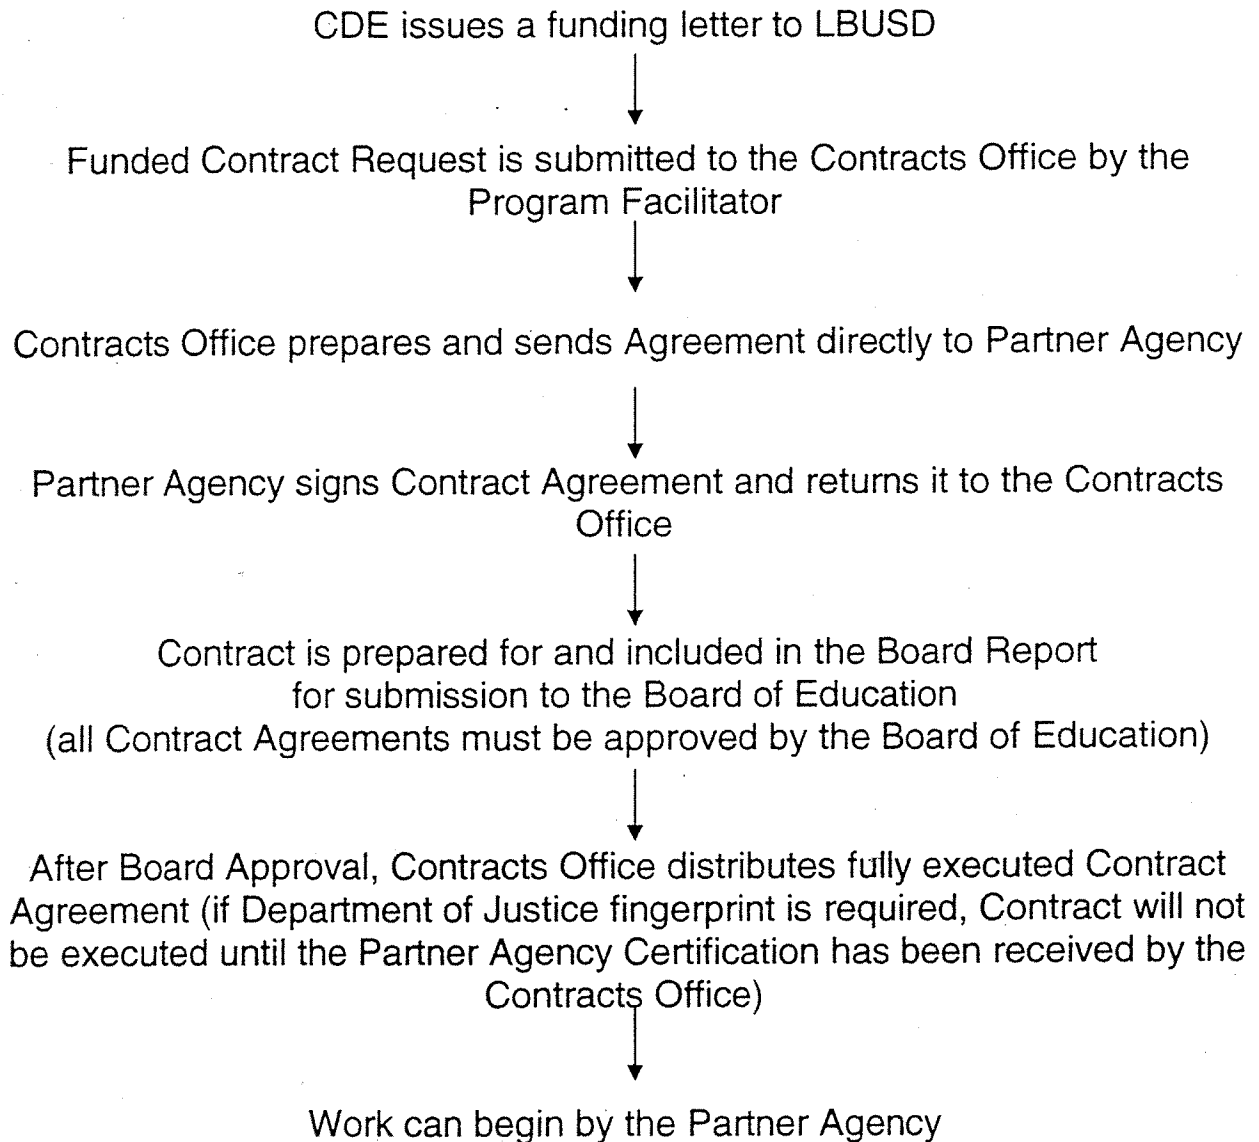 CDE issues a funding letter to LBUSD
Funded Contract Request is submitted to the Contracts Office by the
Program Facilitator
Contracts Office prepares and sends Agreement directly to Partner Agency
Partner Agency signs Contract Agreement and returns it to the Contracts
Office
Contract is prepared for and included in the Board Report
for submission to the Board of Education
(all Contract Agreements must be approved by the Board of Education)
After Board Approval, Contracts Office distributes fully executed Contract
Agreement (if Department of Justice fingerprint is required, Contract will not
be executed until the Partner Agency Certification has been received by the
Contracts Office)
Work can begin by the Partner Agency